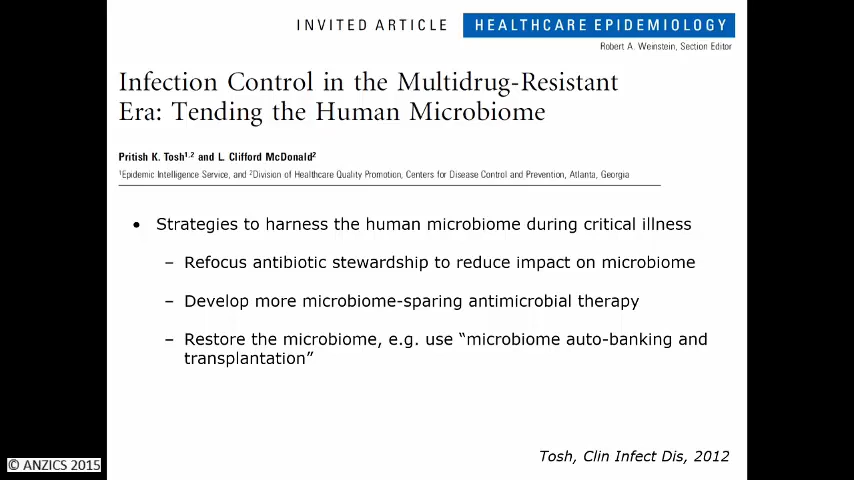 INVITED ARTICLE HEALTHCARE EPIDEMIOLOGY
Robert A. Weinstein, Section Editor
Infection Control in the Multidrug-Resistant
Era: Tending the Human Microbiome
Pritish K. Tosh1,2 and L. Clifford McDonald2
1Epidemic Intelligence Service, and 2Division of Healthcare Quality Promotion, Centers for Disease Control and Prevention, Atlanta, Georgia
• Strategies to harness the human microbiome during critical illness
– Refocus antibiotic stewardship to reduce impact on microbiome
– Develop more microbiome-sparing antimicrobial therapy
– Restore the microbiome, e.g. use “microbiome auto-banking and
transplantation”
Tosh, Clin Infect Dis, 2012
© ANZICS 2015